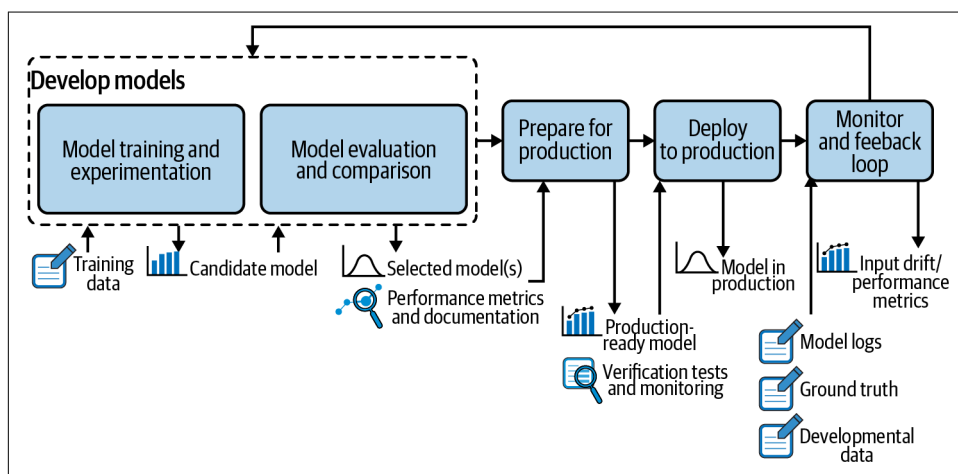 Develop models
Model training and
experimentation
Model evaluation
and comparison
Prepare for
production
Deploy
to production
Monitor
and feeback
loop
Training
data
Candidate model
Selected model(s)
Performance metrics
and documentation
Production-
ready model
Verification tests
and monitoring
Model in
production
Input drift/
performance
metrics
Model logs
Ground truth
Developmental
data